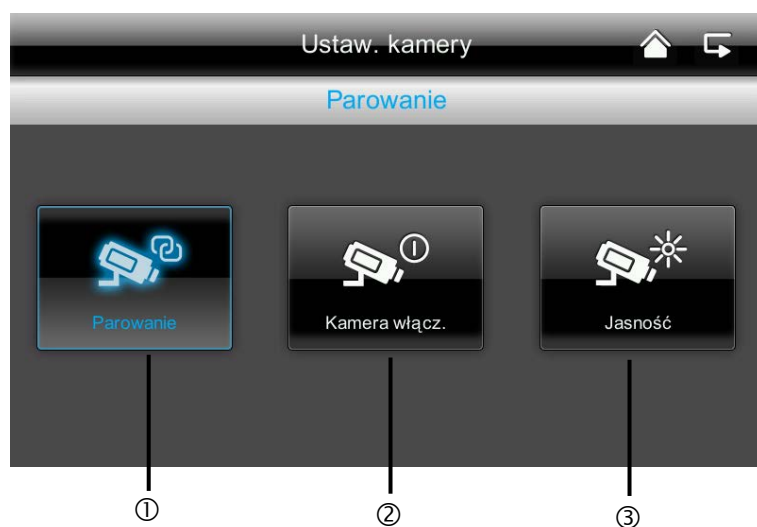 Ustaw. kamery
Parowanie
Parowanie
Kamera włącz.
Jasność
① ② ③